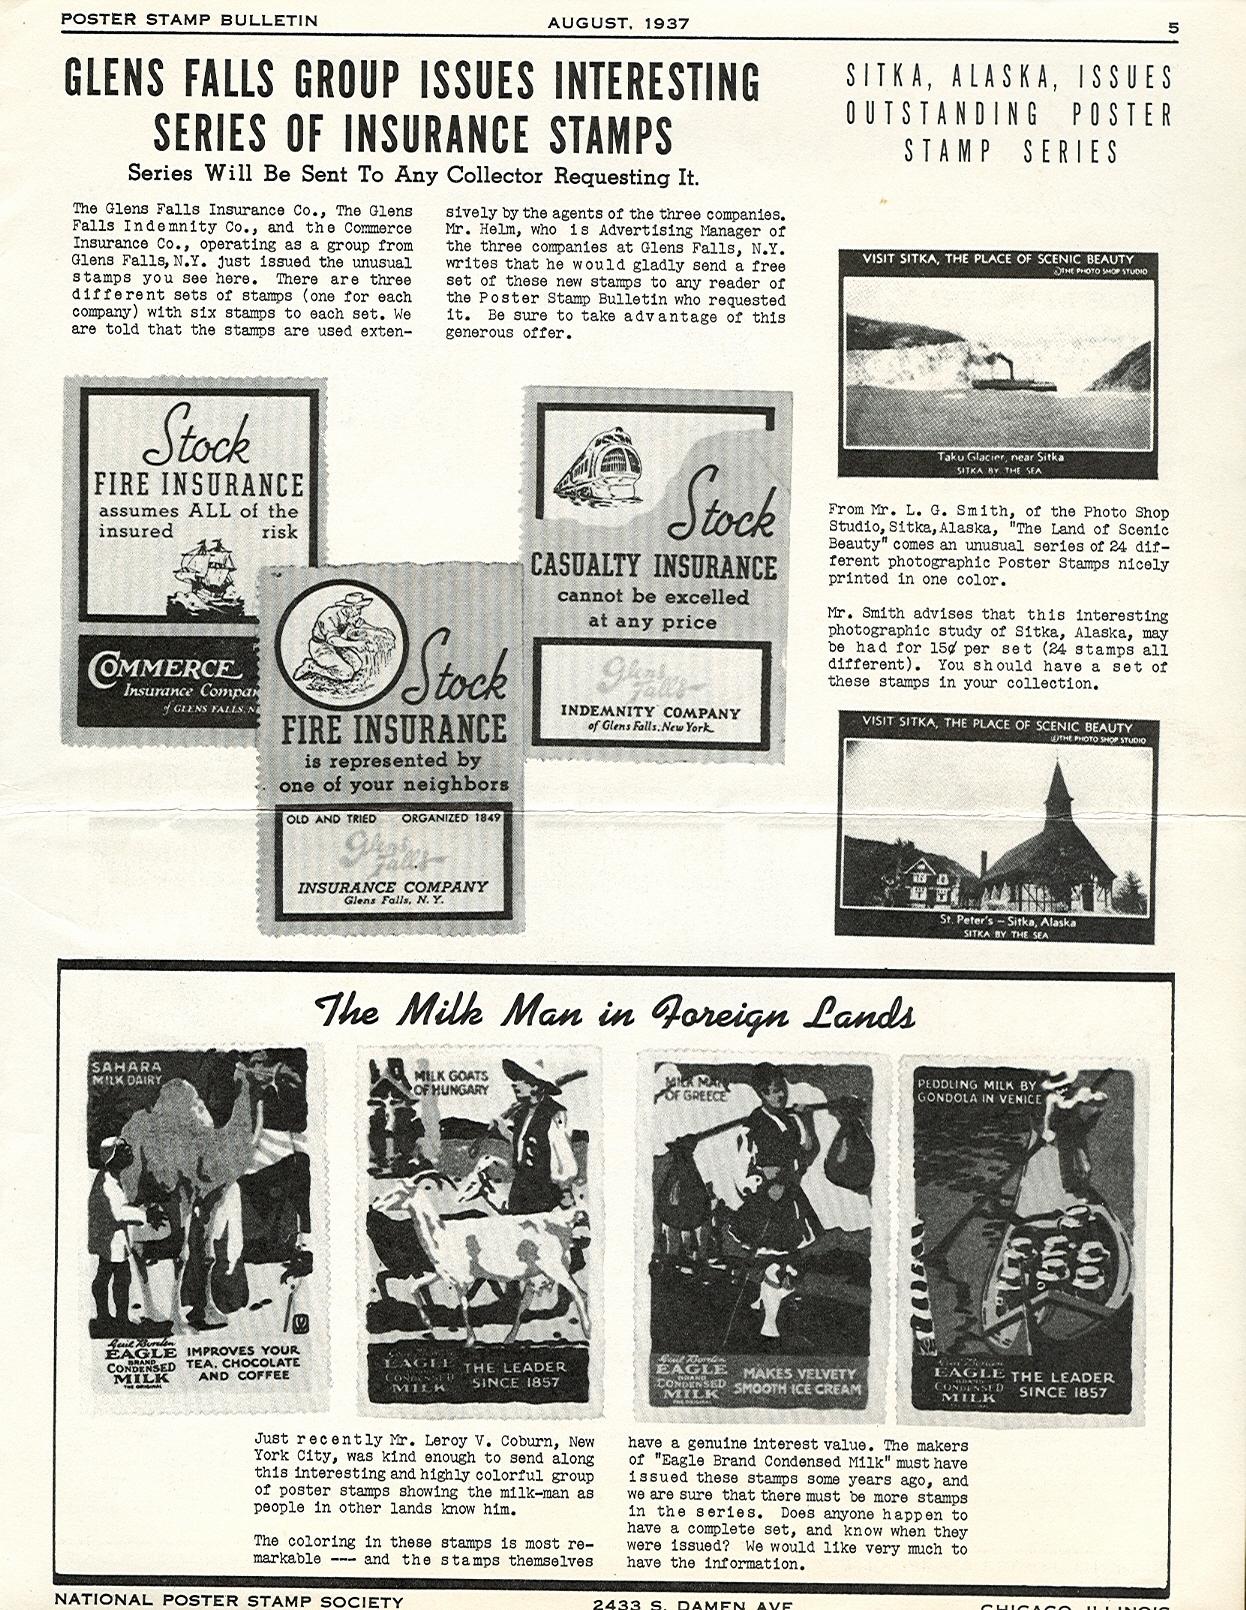 POSTER STAMP BULLETIN
AUGUST, 1937
5
GLENS FALLS GROUP ISSUES INTERESTING
SERIES OF INSURANCE STAMPS
Series Will Be Sent To Any Collector Requesting It.
The Glens Falls Insurance Co., The Glens
Falls Indemnity Co., and the Commerce
Insurance Co., operating as a group from
Glens Falls, N.Y. just issued the unusual
stamps you see here. There are three
different sets of stamps (one for each
company) with six stamps to each set. We
are told that the stamps are used exten-
sively by the agents of the three companies.
Mr. Helm, who is Advertising Manager of
the three companies at Glens Falls, N.Y.
writes that he would gladly send a free
set of these new stamps to any reader of
the Poster Stamp Bulletin who requested
it. Be sure to take advantage of this
generous offer.
Stock
FIRE INSURANCE
assumes ALL of the
insured risk
COMMERCE
Insurance Compan
of GLENS FALLS, N.
Stock
FIRE INSURANCE
is represented by
one of your neighbors
OLD AND TRIED ORGANIZED 1849
Glens
Falls
INSURANCE COMPANY
Glens Falls, N. Y.
Stock
CASUALTY INSURANCE
cannot be excelled
at any price
Glens
Falls
INDEMNITY COMPANY
of Glens Falls, New York
SITKA, ALASKA, ISSUES
OUTSTANDING POSTER
STAMP SERIES
VISIT SITKA, THE PLACE OF SCENIC BEAUTY
©THE PHOTO SHOP STUDIO
Taku Glacier, near Sitka
SITKA BY THE SEA
From Mr. L. G. Smith, of the Photo Shop
Studio, Sitka, Alaska, "The Land of Scenic
Beauty" comes an unusual series of 24 dif-
ferent photographic Poster Stamps nicely
printed in one color.
Mr. Smith advises that this interesting
photographic study of Sitka, Alaska, may
be had for 15¢ per set (24 stamps all
different). You should have a set of
these stamps in your collection.
VISIT SITKA, THE PLACE OF SCENIC BEAUTY
©THE PHOTO SHOP STUDIO
St. Peter's – Sitka, Alaska
SITKA BY THE SEA
The Milk Man in Foreign Lands
SAHARA
MILK DAIRY
Gail Borden
EAGLE
BRAND
CONDENSED
MILK
THE ORIGINAL
IMPROVES YOUR
TEA, CHOCOLATE
AND COFFEE
MILK GOATS
OF HUNGARY
EAGLE
CONDENSED
MILK
THE LEADER
SINCE 1857
MILK MAN
OF GREECE
Gail Borden
EAGLE
BRAND
CONDENSED
MILK
THE ORIGINAL
MAKES VELVETY
SMOOTH ICE CREAM
PEDDLING MILK BY
GONDOLA IN VENICE
Gail Borden
EAGLE
BRAND
CONDENSED
MILK
THE LEADER
SINCE 1857
Just recently Mr. Leroy V. Coburn, New
York City, was kind enough to send along
this interesting and highly colorful group
of poster stamps showing the milk-man as
people in other lands know him.
The coloring in these stamps is most re-
markable --- and the stamps themselves
have a genuine interest value. The makers
of "Eagle Brand Condensed Milk" must have
issued these stamps some years ago, and
we are sure that there must be more stamps
in the series. Does anyone happen to
have a complete set, and know when they
were issued? We would like very much to
have the information.
NATIONAL POSTER STAMP SOCIETY
2433 S. DAMEN AVE
CHICAGO, ILLINOIS